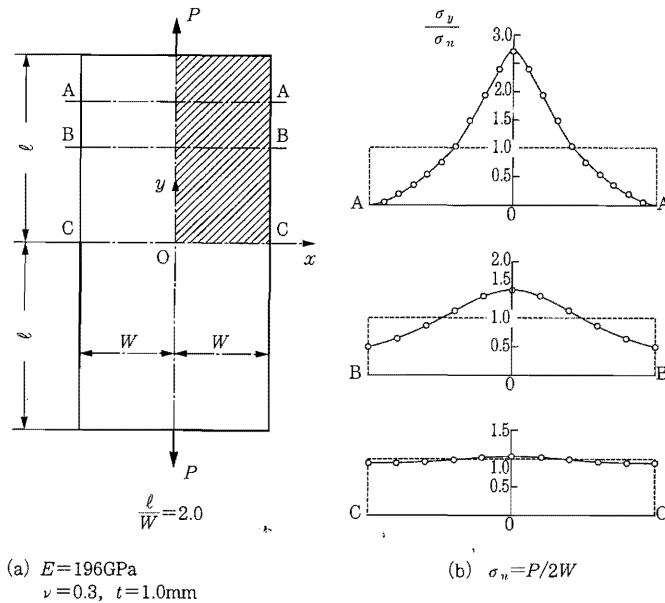 P
A A
B B
y
C C
O x
ℓ
ℓ
W W
P
ℓ/W=2.0
(a) E=196GPa
ν=0.3, t=1.0mm
σy/σn
3.0
2.5
2.0
1.5
1.0
0.5
A 0 A
2.0
1.5
1.0
0.5
B 0 B
1.5
1.0
0.5
C 0 C
(b) σn=P/2W